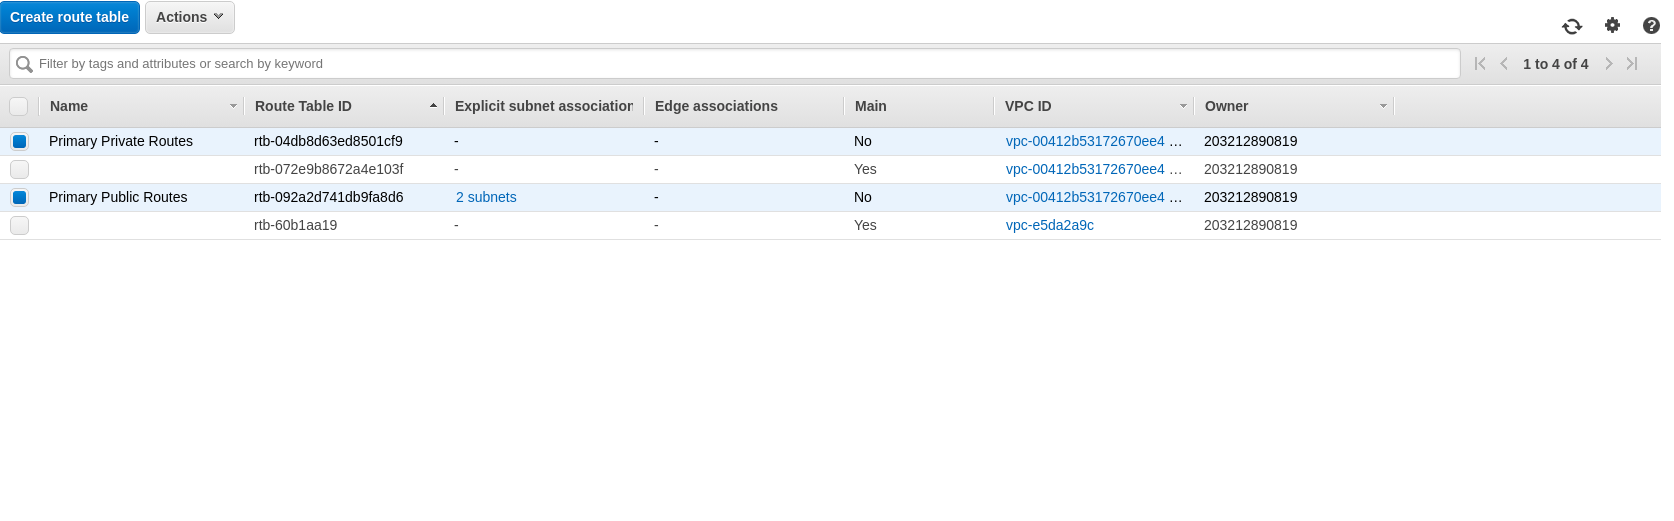 Create route table Actions
Filter by tags and attributes or search by keyword 1 to 4 of 4
Name Route Table ID Explicit subnet association Edge associations Main VPC ID Owner
Primary Private Routes rtb-04db8d63ed8501cf9 - - No vpc-00412b53172670ee4 ... 203212890819
rtb-072e9b8672a4e103f - - Yes vpc-00412b53172670ee4 ... 203212890819
Primary Public Routes rtb-092a2d741db9fa8d6 2 subnets - No vpc-00412b53172670ee4 ... 203212890819
rtb-60b1aa19 - - Yes vpc-e5da2a9c 203212890819